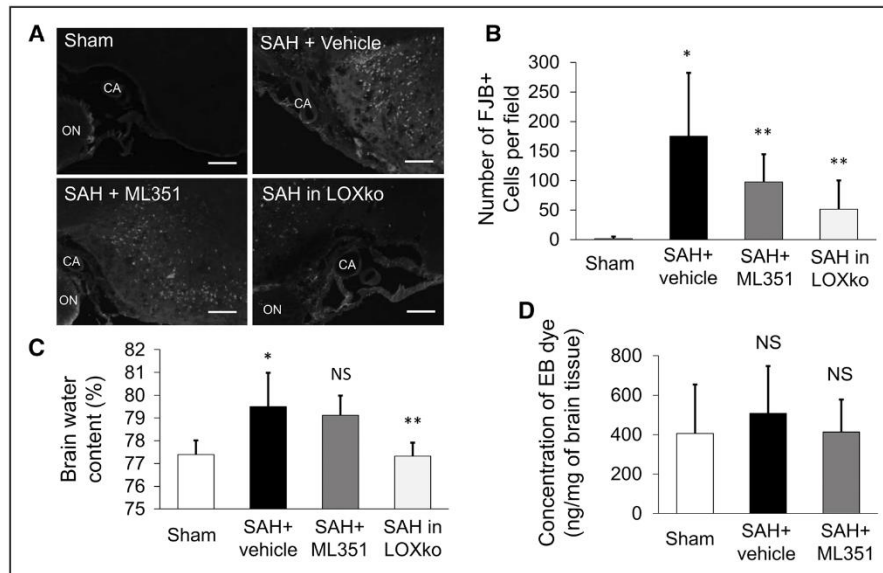 A
Sham
CA
ON
SAH + Vehicle
CA
SAH + ML351
CA
ON
SAH in LOXko
CA
ON
B
Number of FJB+
Cells per field
300
250
200
150
100
50
0
*
**
**
Sham
SAH+
vehicle
SAH+
ML351
SAH in
LOXko
C
Brain water
content (%)
82
81
80
79
78
77
76
75
*
NS
**
Sham
SAH+
vehicle
SAH+
ML351
SAH in
LOXko
D
Concentration of EB dye
(ng/mg of brain tissue)
800
600
400
200
0
NS
NS
Sham
SAH+
vehicle
SAH+
ML351